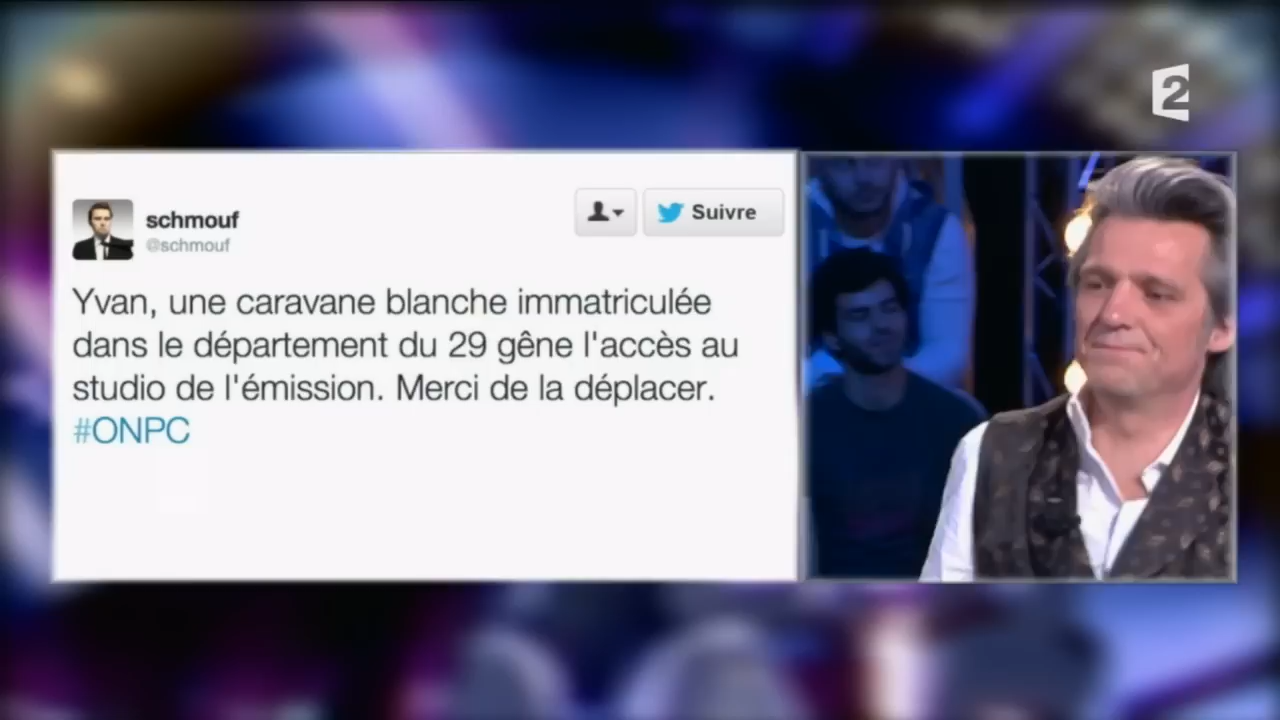 2
schmouf
@schmouf
Suivre
Yvan, une caravane blanche immatriculée
dans le département du 29 gêne l'accès au
studio de l'émission. Merci de la déplacer.
#ONPC